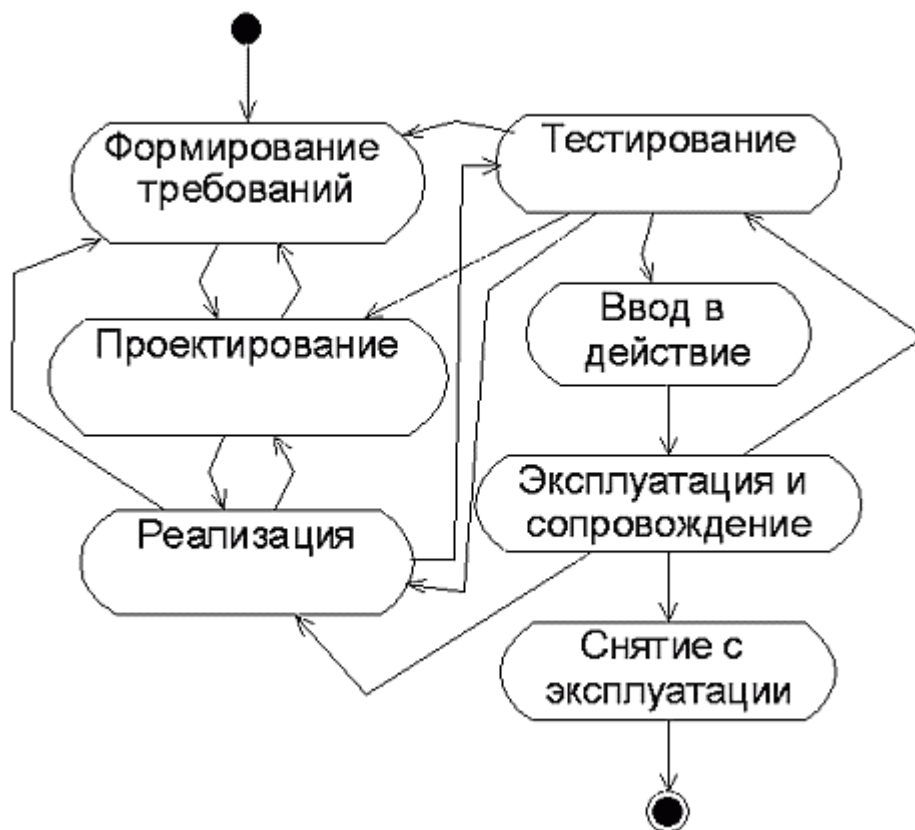 Формирование
требований
Проектирование
Реализация
Тестирование
Ввод в
действие
Эксплуатация и
сопровождение
Снятие с
эксплуатации